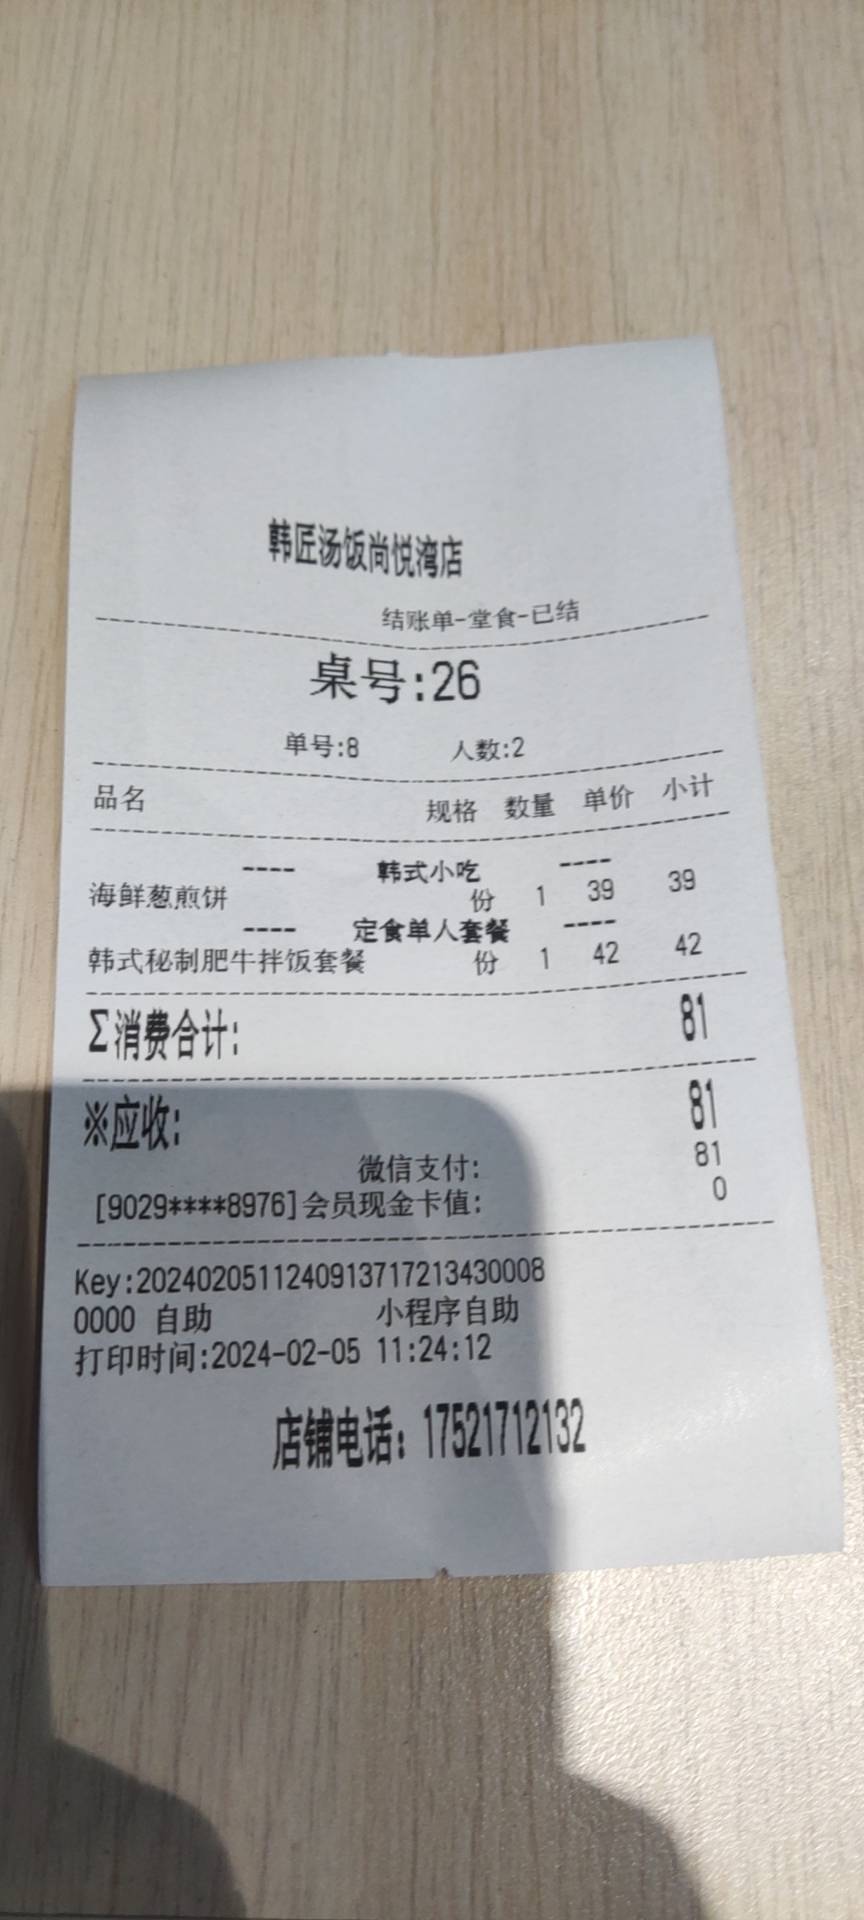 韩匠汤饭尚悦湾店
结账单-堂食-已结
桌号:26
单号:8 人数:2
品名 规格 数量 单价 小计
---- 韩式小吃 ----
海鲜葱煎饼 份 1 39 39
---- 定食单人套餐 ----
韩式秘制肥牛拌饭套餐 份 1 42 42
Σ消费合计: 81
※应收: 81
微信支付: 81
[9029****8976]会员现金卡值: 0
Key:2024020511240913717213430008
0000 自助 小程序自助
打印时间:2024-02-05 11:24:12
店铺电话：17521712132